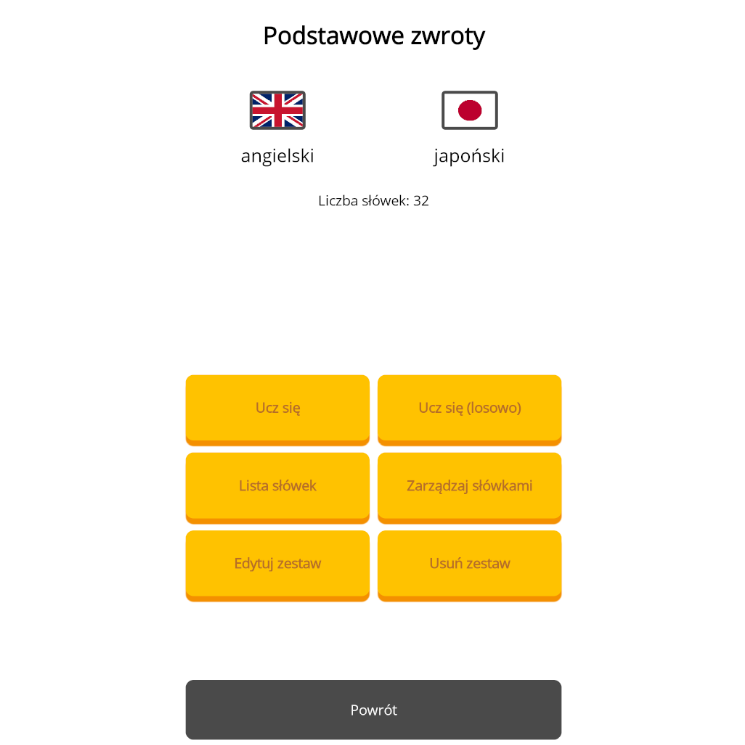 Podstawowe zwroty
angielski japoński
Liczba słówek: 32
Ucz się Ucz się (losowo)
Lista słówek Zarządzaj słówkami
Edytuj zestaw Usuń zestaw
Powrót